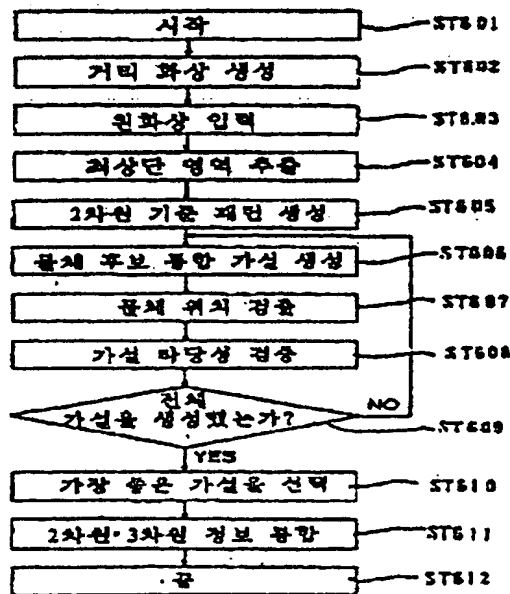 시작 ST601
거리 화상 생성 ST602
원화상 입력 ST603
최상단 영역 추출 ST604
2차원 기준 패턴 생성 ST605
물체 후보 통합 가설 생성 ST606
물체 위치 검출 ST607
가설 타당성 검증 ST608
전체
가설을 생성했는가? NO
ST609
YES
가장 좋은 가설을 선택 ST610
2차원·3차원 정보 통합 ST611
끝 ST612